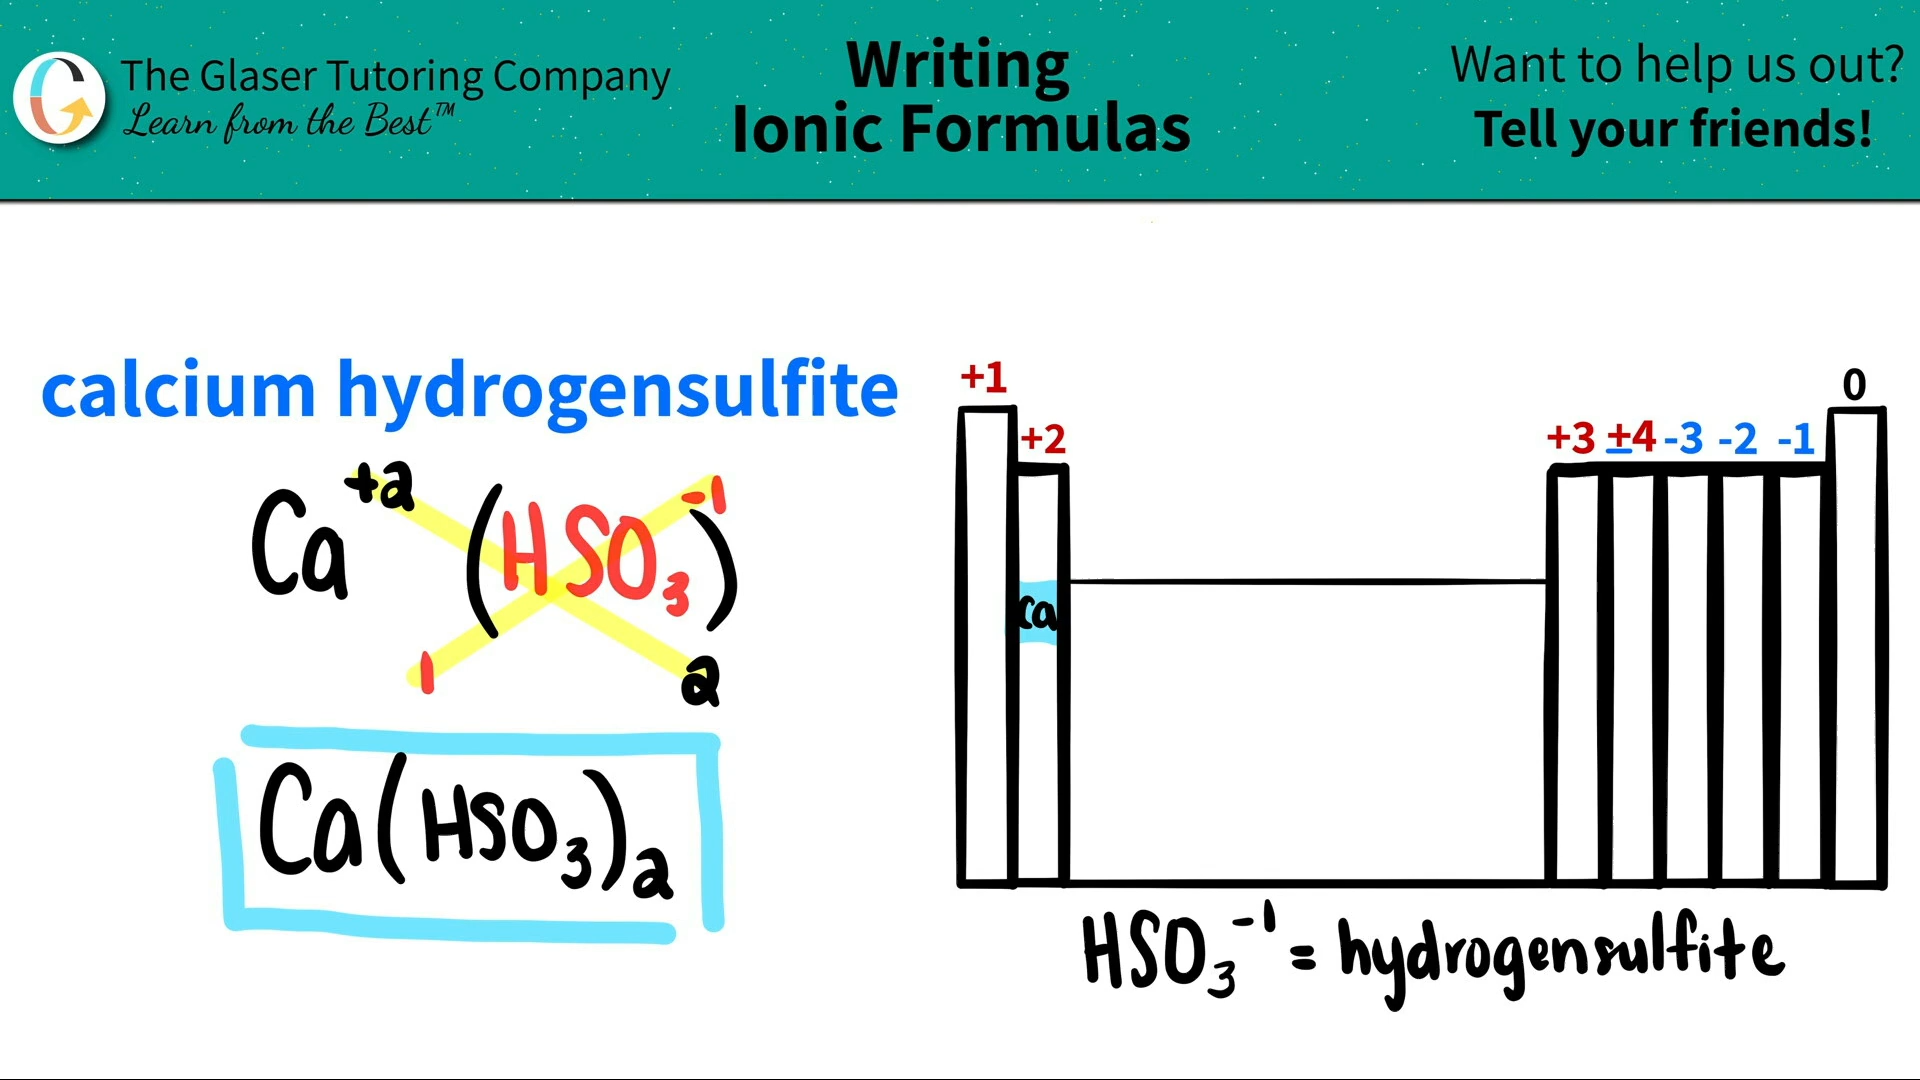 The Glaser Tutoring Company
Learn from the Best™
Writing
Ionic Formulas
Want to help us out?
Tell your friends!
calcium hydrogensulfite
Ca⁺² (HSO₃⁻¹)
1 2
Ca(HSO₃)₂
+1
+2
+3 ±4 -3 -2 -1
0
Ca
HSO₃⁻¹ = hydrogensulfite